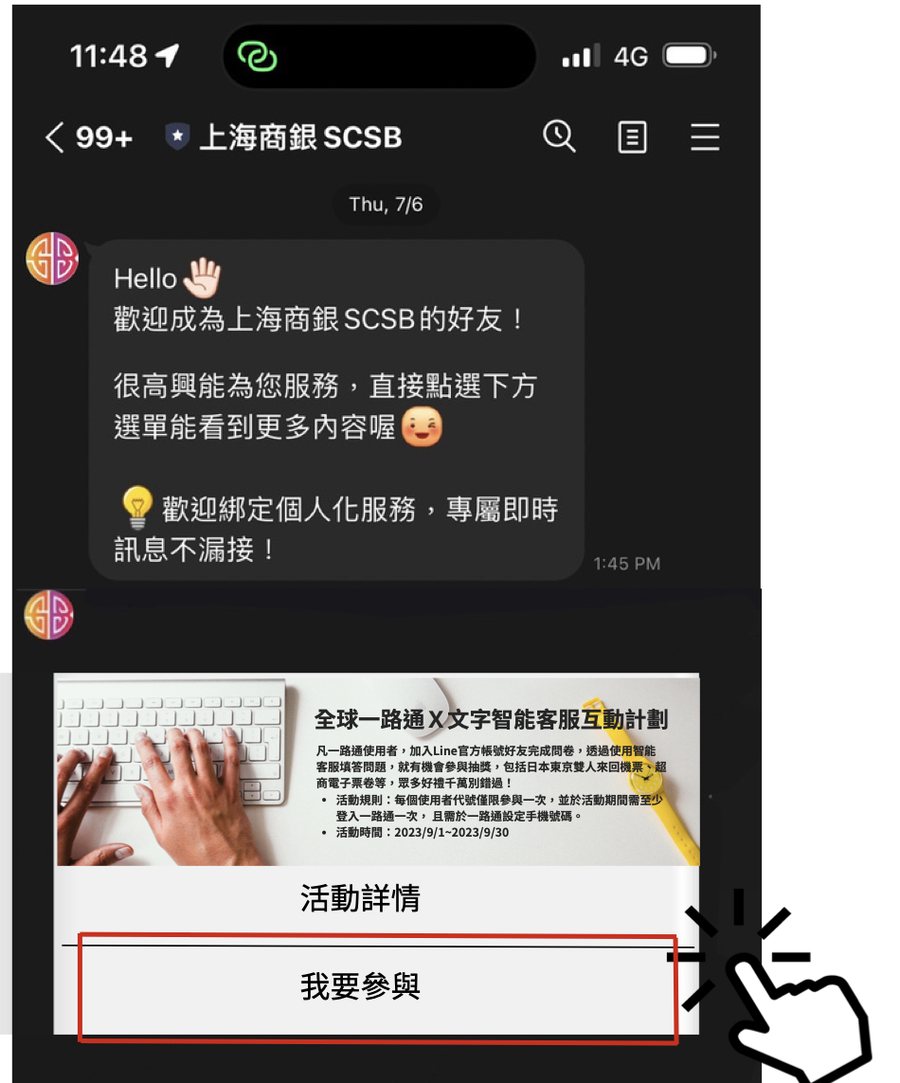 11:48
4G
99+
上海商銀 SCSB
Thu, 7/6
Hello
歡迎成為上海商銀SCSB的好友！
很高興能為您服務，直接點選下方
選單能看到更多內容喔
歡迎綁定個人化服務，專屬即時
訊息不漏接！
1:45 PM
全球一路通Ｘ文字智能客服互動計劃
凡一路通使用者，加入Line官方帳號好友完成問卷，透過使用智能
客服填答問題，就有機會參與抽獎，包括日本東京雙人來回機票、超
商電子票卷等，眾多好禮千萬別錯過！
• 活動規則：每個使用者代號僅限參與一次，並於活動期間需至少
登入一路通一次， 且需於一路通設定手機號碼。
• 活動時間：2023/9/1~2023/9/30
活動詳情
我要參與